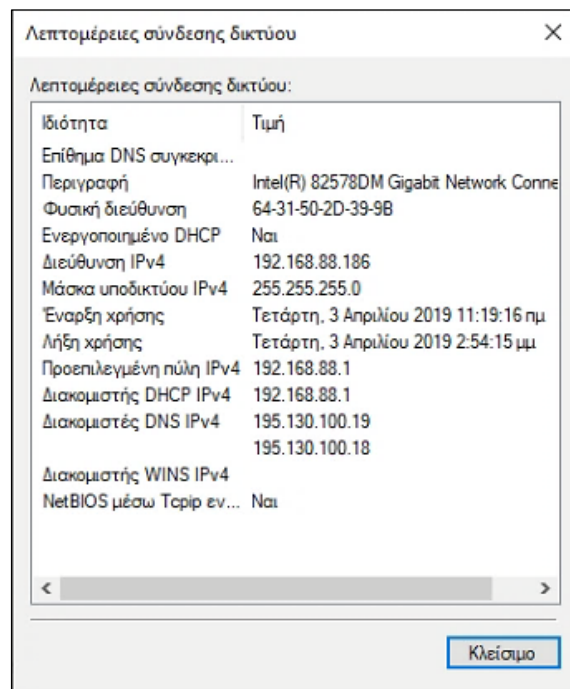 Λεπτομέρειες σύνδεσης δικτύου
Λεπτομέρειες σύνδεσης δικτύου:
Ιδιότητα Τιμή
Επίθημα DNS συγκεκρι...
Περιγραφή Intel(R) 82578DM Gigabit Network Conne
Φυσική διεύθυνση 64-31-50-2D-39-9B
Ενεργοποιημένο DHCP Ναι
Διεύθυνση IPv4 192.168.88.186
Μάσκα υποδικτύου IPv4 255.255.255.0
Έναρξη χρήσης Τετάρτη, 3 Απριλίου 2019 11:19:16 πμ
Λήξη χρήσης Τετάρτη, 3 Απριλίου 2019 2:54:15 μμ
Προεπιλεγμένη πύλη IPv4 192.168.88.1
Διακομιστής DHCP IPv4 192.168.88.1
Διακομιστές DNS IPv4 195.130.100.19
195.130.100.18
Διακομιστής WINS IPv4
NetBIOS μέσω Tcpip εν... Ναι
Κλείσιμο